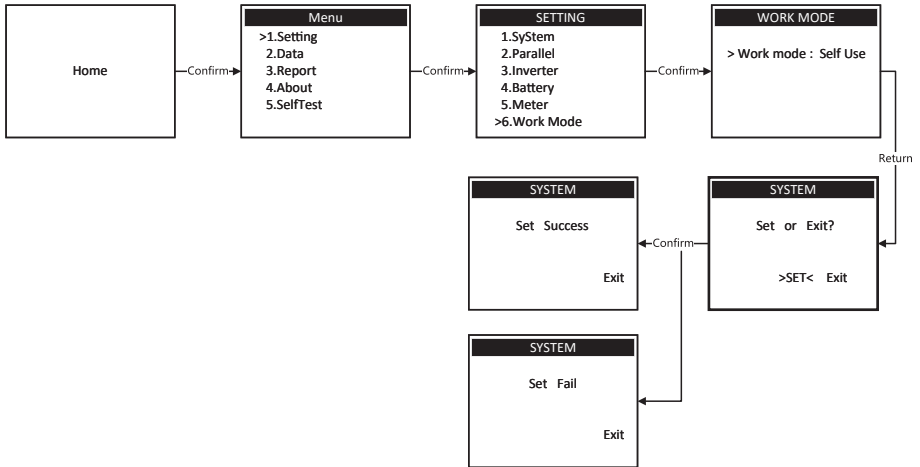 Home
Confirm
Menu
>1.Setting
2.Data
3.Report
4.About
5.SelfTest
Confirm
SETTING
1.SyStem
2.Parallel
3.Inverter
4.Battery
5.Meter
>6.Work Mode
Confirm
WORK MODE
> Work mode : Self Use
Return
SYSTEM
Set or Exit?
>SET< Exit
Confirm
SYSTEM
Set Success
Exit
SYSTEM
Set Fail
Exit